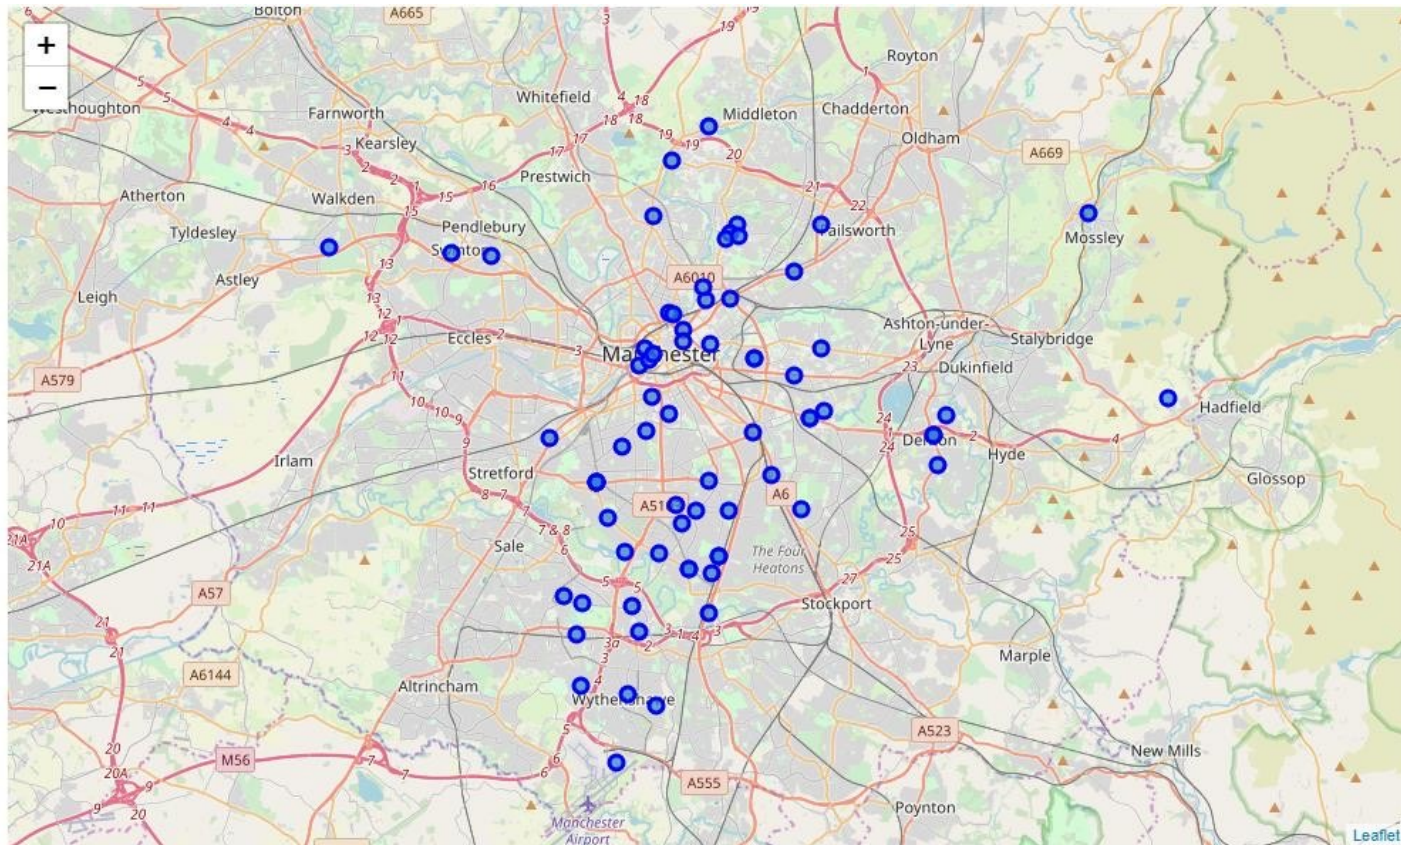 Bolton
A665
+
−
Royton
Whitefield
Westhoughton
Farnworth
Middleton
Chadderton
Kearsley
Oldham
A669
Prestwich
Atherton
Walkden
Pendlebury
Tyldesley
Swinton
Failsworth
Mossley
Astley
A6010
Leigh
Ashton-under-Lyne
Stalybridge
Eccles
Manchester
Dukinfield
A579
Hadfield
Denton
Hyde
Irlam
Stretford
Glossop
A6
Sale
The Four
Heatons
A57
Stockport
Marple
A6144
Altrincham
Wythenshawe
A523
New Mills
M56
A555
Poynton
Manchester
Airport
Leaflet